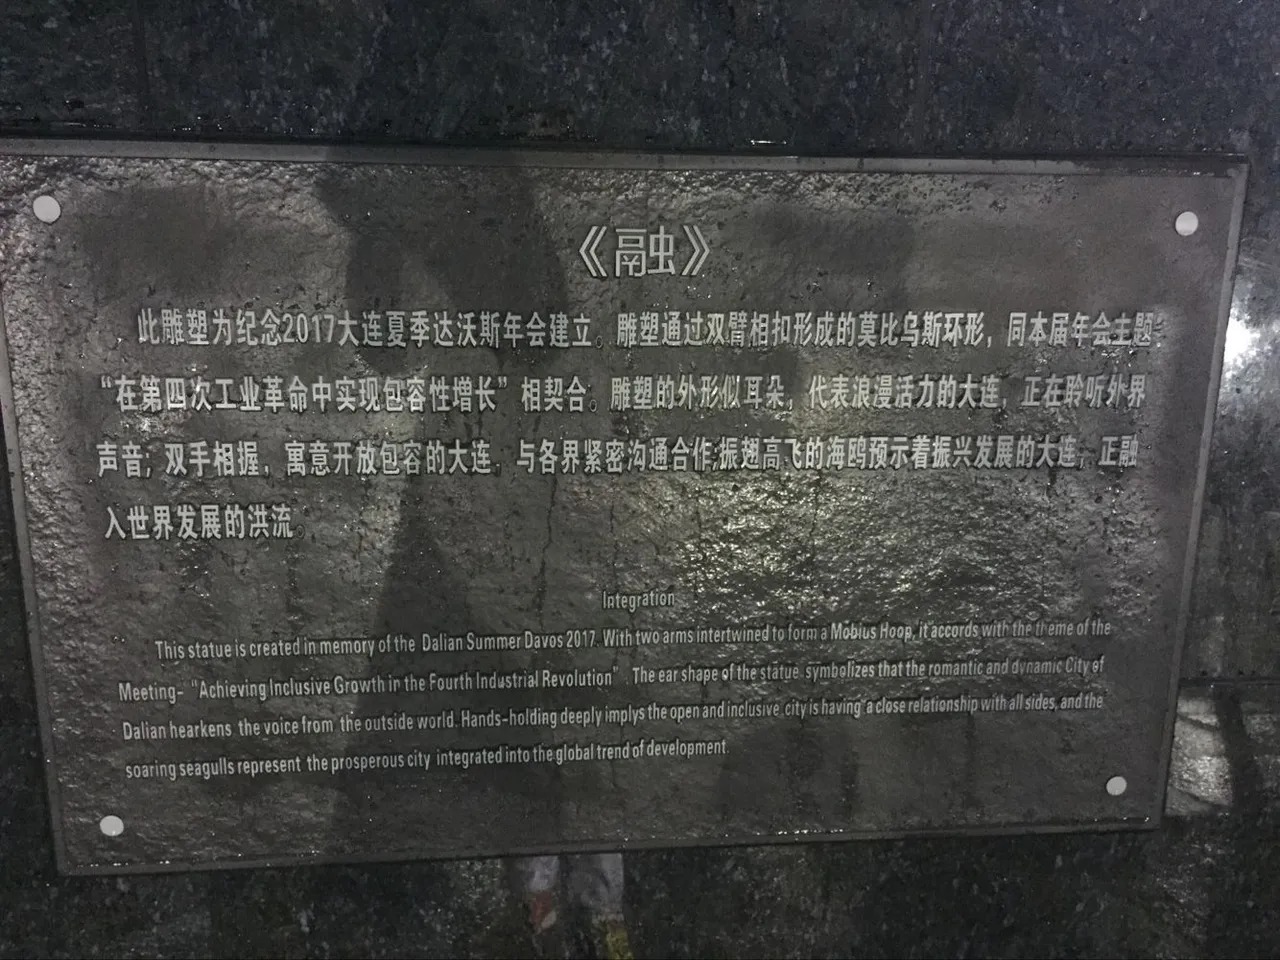 《融》
此雕塑为纪念2017大连夏季达沃斯年会建立。雕塑通过双臂相扣形成的莫比乌斯环形，同本届年会主题：
“在第四次工业革命中实现包容性增长”相契合。雕塑的外形似耳朵，代表浪漫活力的大连，正在聆听外界
声音；双手相握，寓意开放包容的大连，与各界紧密沟通合作;振翅高飞的海鸥预示着振兴发展的大连，正融
入世界发展的洪流。
Integration
This statue is created in memory of the Dalian Summer Davos 2017. With two arms intertwined to form a Mobius Hoop, it accords with the theme of the
Meeting- “Achieving Inclusive Growth in the Fourth Industrial Revolution” The ear shape of the statue symbolizes that the romantic and dynamic City of
Dalian hearkens the voice from the outside world. Hands-holding deeply implys the open and inclusive city is having a close relationship with all sides, and the
soaring seagulls represent the prosperous city integrated into the global trend of development.